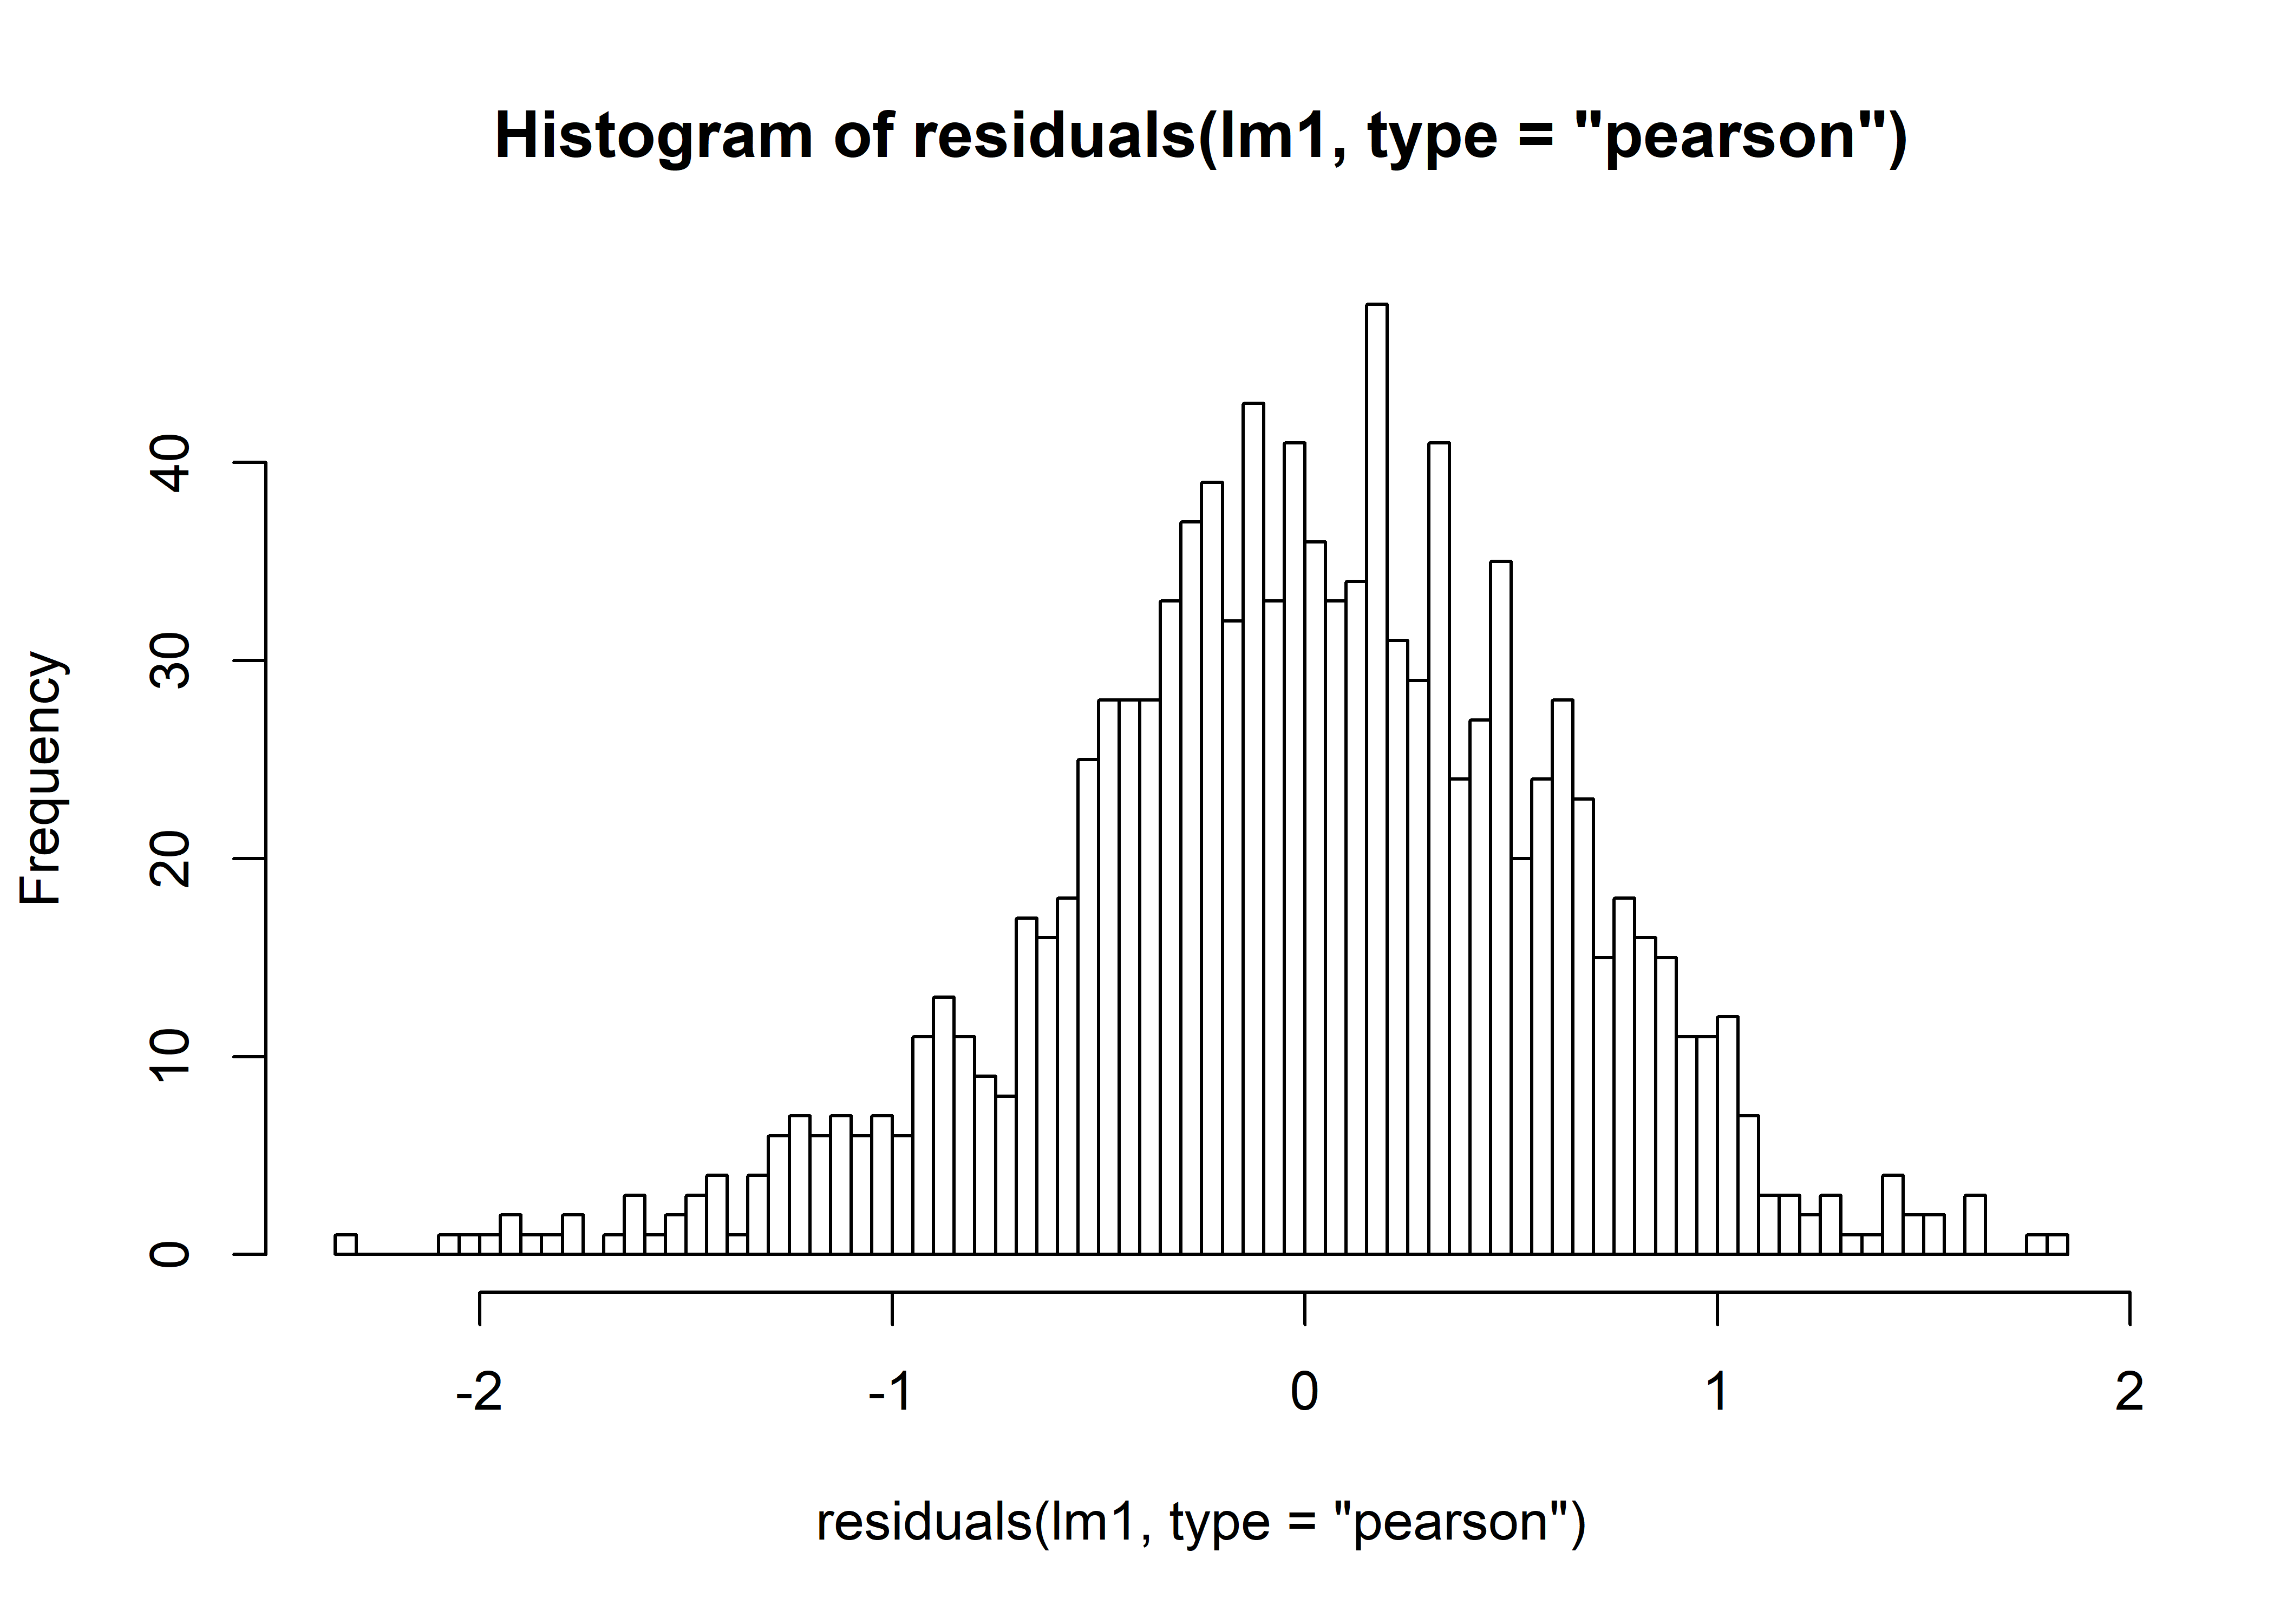 Histogram of residuals(lm1, type = "pearson")
Frequency
40
30
20
10
0
-2 -1 0 1 2
residuals(lm1, type = "pearson")